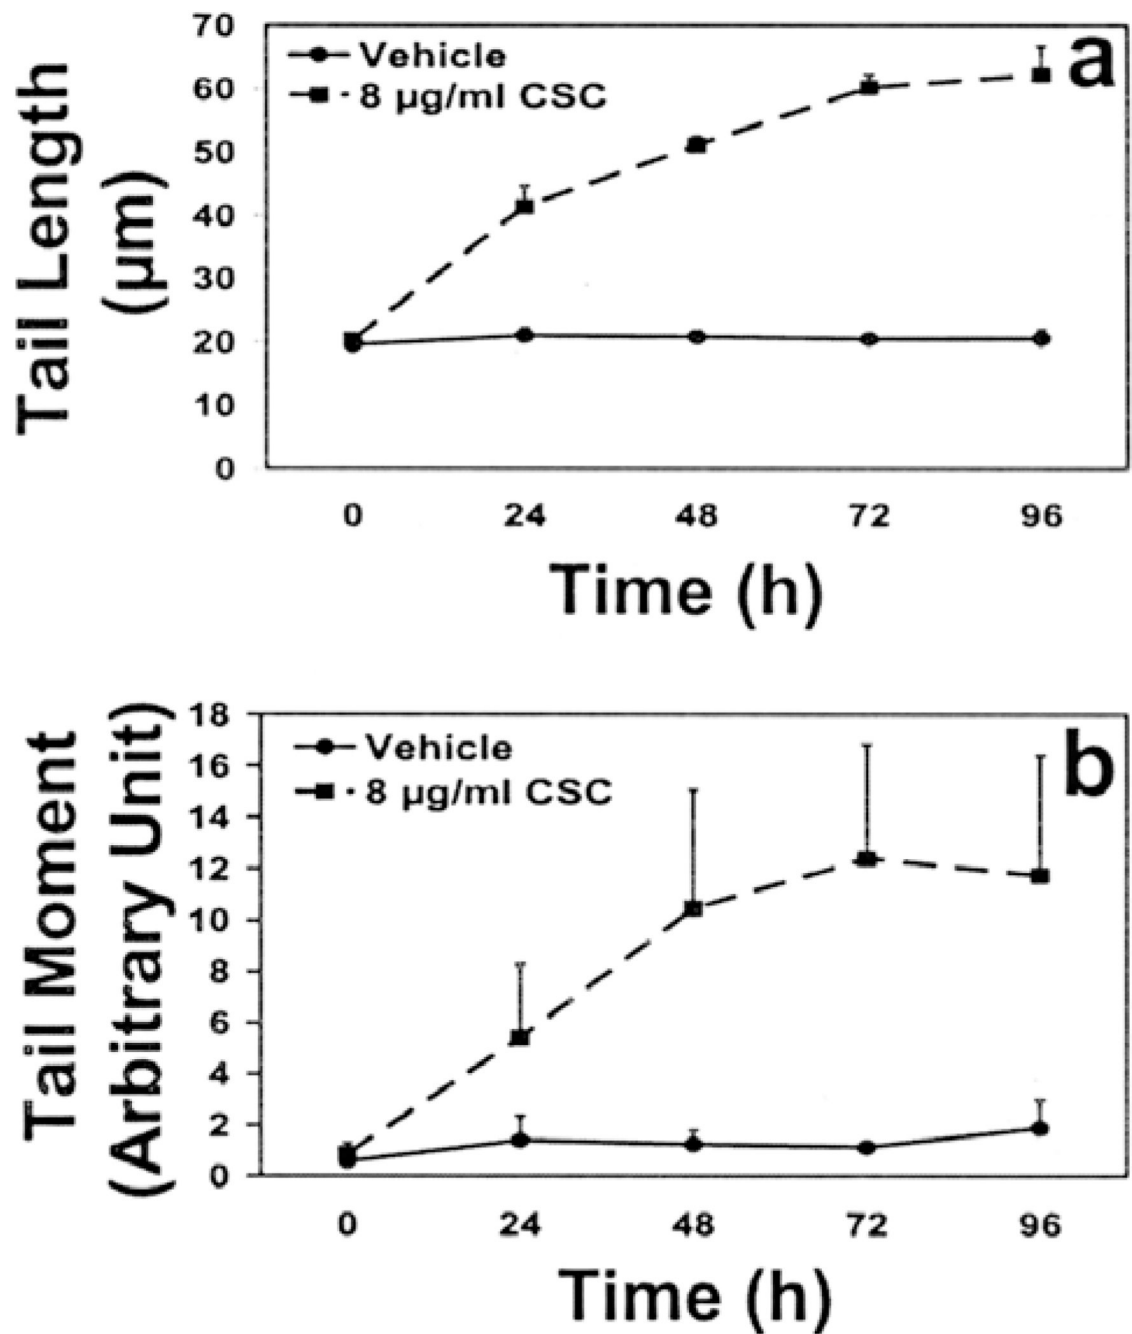 70
a
Vehicle
60
8 µg/ml CSC
50
40
30
20
10
0
Tail Length
(µm)
0 24 48 72 96
Time (h)
18
b
Vehicle
16
8 µg/ml CSC
14
12
10
8
6
4
2
0
Tail Moment
(Arbitrary Unit)
0 24 48 72 96
Time (h)